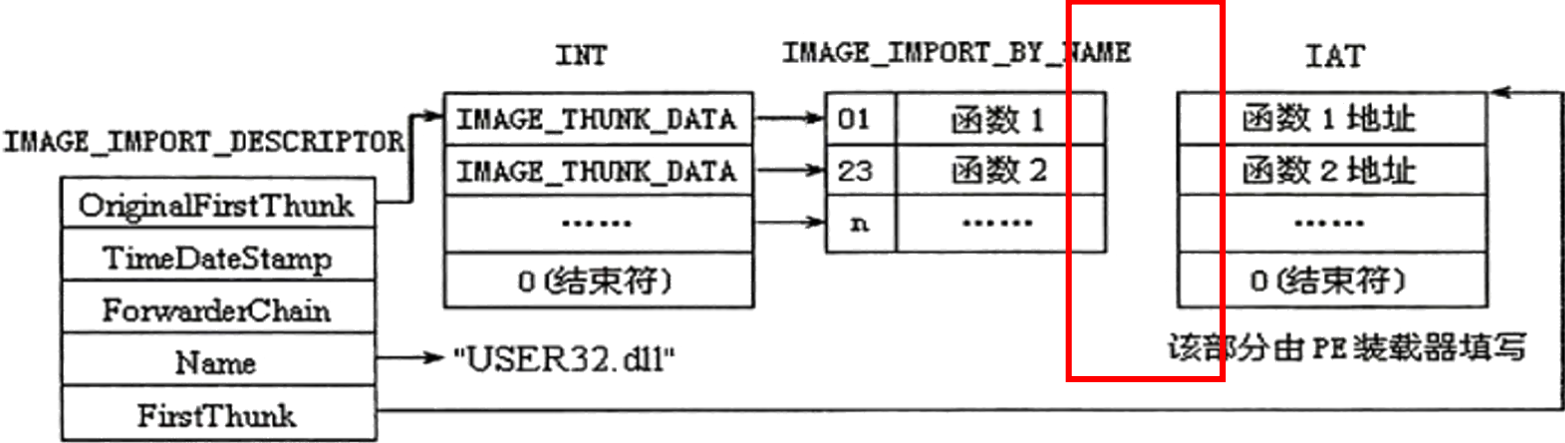 INT
IMAGE_IMPORT_BY_NAME
IAT
IMAGE_IMPORT_DESCRIPTOR
OriginalFirstThunk
TimeDateStamp
ForwarderChain
Name
FirstThunk
"USER32.dll"
IMAGE_THUNK_DATA
IMAGE_THUNK_DATA
……
0(结束符)
01 函数1
23 函数2
n ……
函数1地址
函数2地址
……
0(结束符)
该部分由PE装载器填写